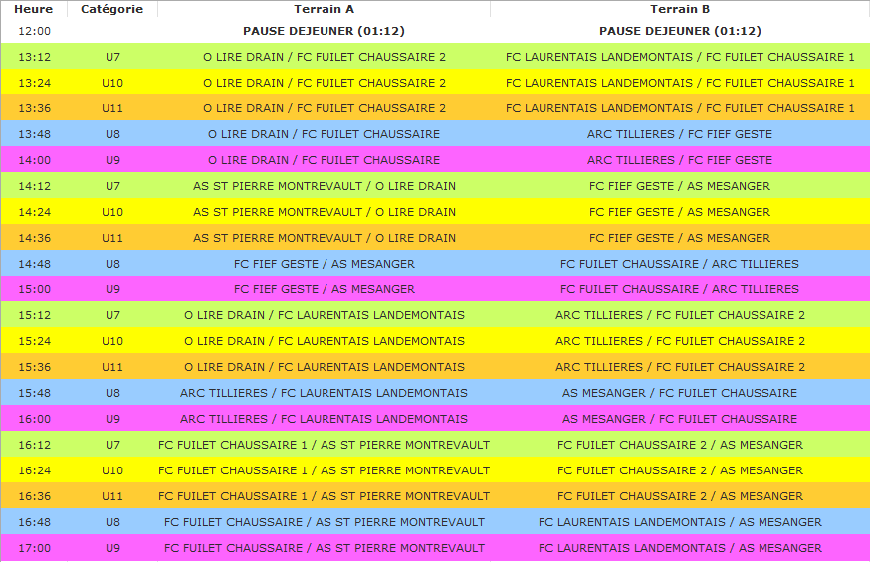 Heure Catégorie Terrain A Terrain B
12:00 PAUSE DEJEUNER (01:12) PAUSE DEJEUNER (01:12)
13:12 U7 O LIRE DRAIN / FC FUILET CHAUSSAIRE 2 FC LAURENTAIS LANDEMONTAIS / FC FUILET CHAUSSAIRE 1
13:24 U10 O LIRE DRAIN / FC FUILET CHAUSSAIRE 2 FC LAURENTAIS LANDEMONTAIS / FC FUILET CHAUSSAIRE 1
13:36 U11 O LIRE DRAIN / FC FUILET CHAUSSAIRE 2 FC LAURENTAIS LANDEMONTAIS / FC FUILET CHAUSSAIRE 1
13:48 U8 O LIRE DRAIN / FC FUILET CHAUSSAIRE ARC TILLIERES / FC FIEF GESTE
14:00 U9 O LIRE DRAIN / FC FUILET CHAUSSAIRE ARC TILLIERES / FC FIEF GESTE
14:12 U7 AS ST PIERRE MONTREVAULT / O LIRE DRAIN FC FIEF GESTE / AS MESANGER
14:24 U10 AS ST PIERRE MONTREVAULT / O LIRE DRAIN FC FIEF GESTE / AS MESANGER
14:36 U11 AS ST PIERRE MONTREVAULT / O LIRE DRAIN FC FIEF GESTE / AS MESANGER
14:48 U8 FC FIEF GESTE / AS MESANGER FC FUILET CHAUSSAIRE / ARC TILLIERES
15:00 U9 FC FIEF GESTE / AS MESANGER FC FUILET CHAUSSAIRE / ARC TILLIERES
15:12 U7 O LIRE DRAIN / FC LAURENTAIS LANDEMONTAIS ARC TILLIERES / FC FUILET CHAUSSAIRE 2
15:24 U10 O LIRE DRAIN / FC LAURENTAIS LANDEMONTAIS ARC TILLIERES / FC FUILET CHAUSSAIRE 2
15:36 U11 O LIRE DRAIN / FC LAURENTAIS LANDEMONTAIS ARC TILLIERES / FC FUILET CHAUSSAIRE 2
15:48 U8 ARC TILLIERES / FC LAURENTAIS LANDEMONTAIS AS MESANGER / FC FUILET CHAUSSAIRE
16:00 U9 ARC TILLIERES / FC LAURENTAIS LANDEMONTAIS AS MESANGER / FC FUILET CHAUSSAIRE
16:12 U7 FC FUILET CHAUSSAIRE 1 / AS ST PIERRE MONTREVAULT FC FUILET CHAUSSAIRE 2 / AS MESANGER
16:24 U10 FC FUILET CHAUSSAIRE 1 / AS ST PIERRE MONTREVAULT FC FUILET CHAUSSAIRE 2 / AS MESANGER
16:36 U11 FC FUILET CHAUSSAIRE 1 / AS ST PIERRE MONTREVAULT FC FUILET CHAUSSAIRE 2 / AS MESANGER
16:48 U8 FC FUILET CHAUSSAIRE / AS ST PIERRE MONTREVAULT FC LAURENTAIS LANDEMONTAIS / AS MESANGER
17:00 U9 FC FUILET CHAUSSAIRE / AS ST PIERRE MONTREVAULT FC LAURENTAIS LANDEMONTAIS / AS MESANGER